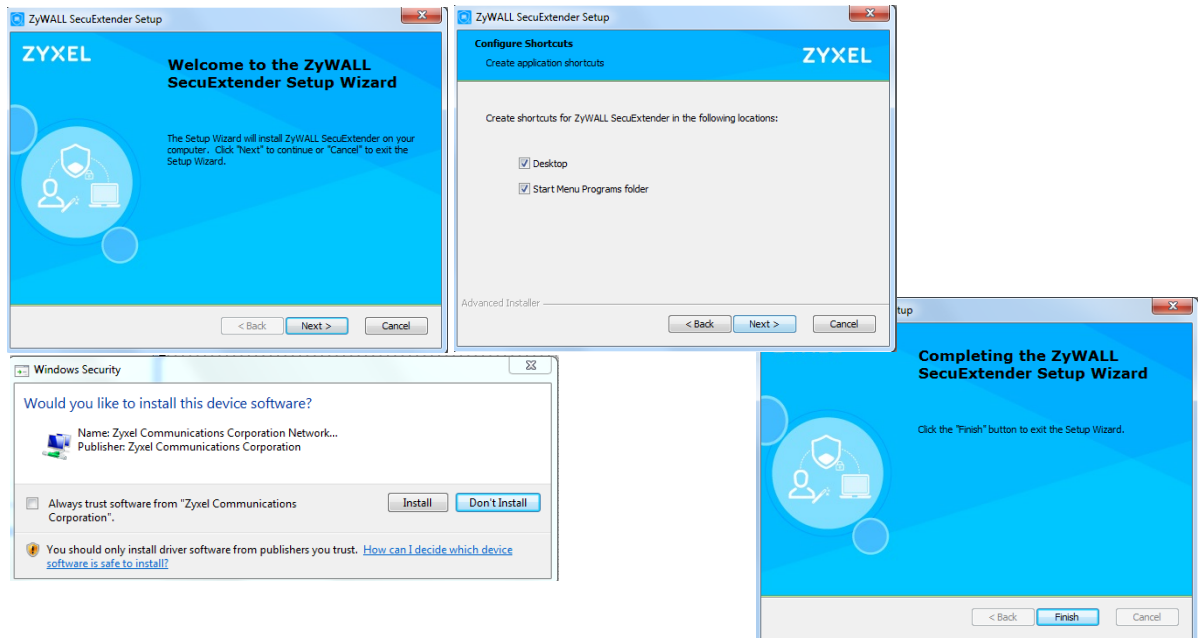 ZyWALL SecuExtender Setup
ZYXEL
Welcome to the ZyWALL
SecuExtender Setup Wizard
The Setup Wizard will install ZyWALL SecuExtender on your
computer. Click "Next" to continue or "Cancel" to exit the
Setup Wizard.
< Back
Next >
Cancel
ZyWALL SecuExtender Setup
Configure Shortcuts
Create application shortcuts
ZYXEL
Create shortcuts for ZyWALL SecuExtender in the following locations:
Desktop
Start Menu Programs folder
Advanced Installer
< Back
Next >
Cancel
Windows Security
Would you like to install this device software?
Name: Zyxel Communications Corporation Network...
Publisher: Zyxel Communications Corporation
Always trust software from "Zyxel Communications
Corporation".
Install
Don't Install
You should only install driver software from publishers you trust. How can I decide which device
software is safe to install?
tup
Completing the ZyWALL
SecuExtender Setup Wizard
Click the "Finish" button to exit the Setup Wizard.
< Back
Finish
Cancel